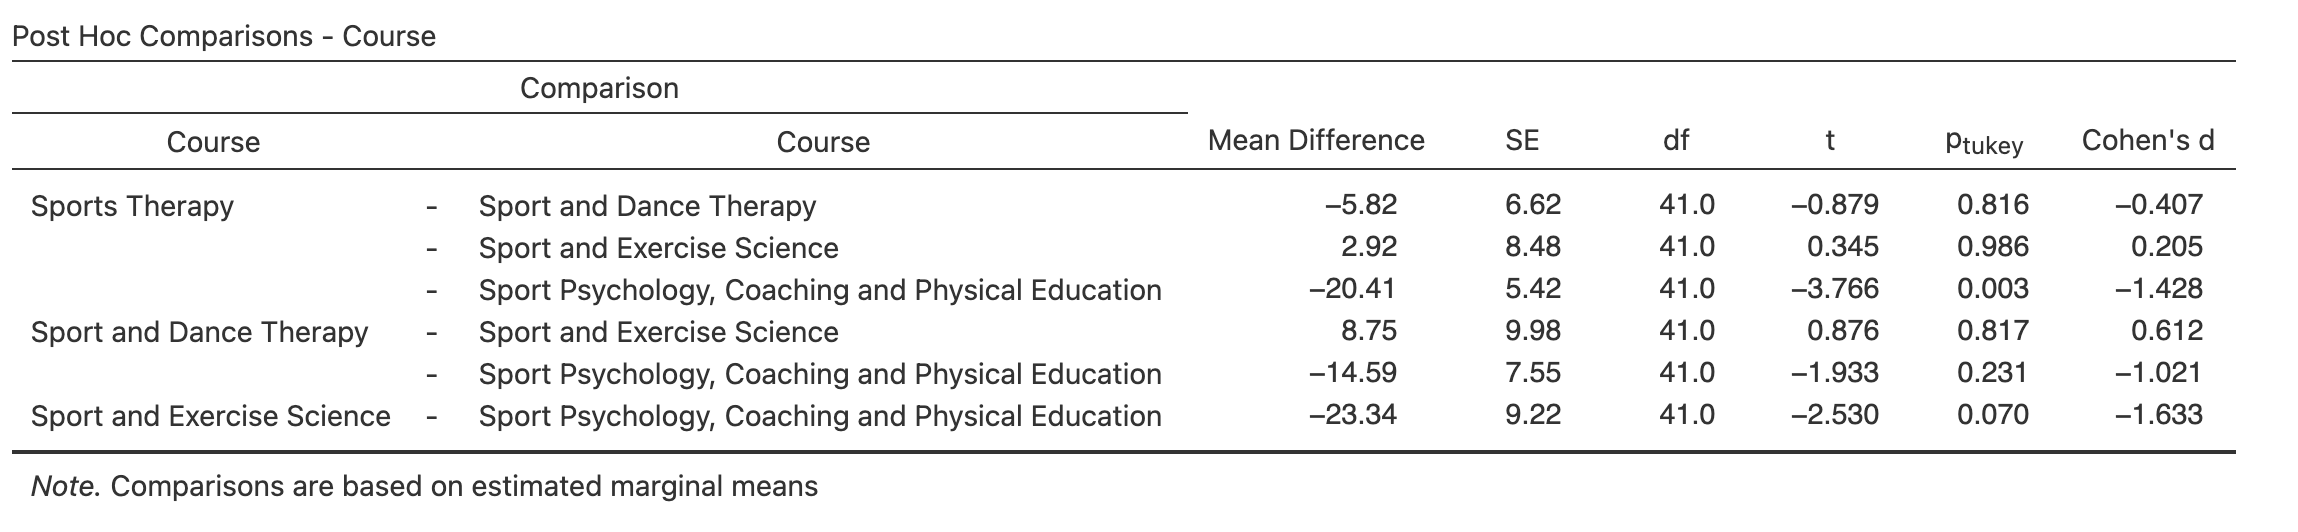 Post Hoc Comparisons - Course
Comparison
Course Course Mean Difference SE df t ptukey Cohen's d
Sports Therapy - Sport and Dance Therapy –5.82 6.62 41.0 –0.879 0.816 –0.407
- Sport and Exercise Science 2.92 8.48 41.0 0.345 0.986 0.205
- Sport Psychology, Coaching and Physical Education –20.41 5.42 41.0 –3.766 0.003 –1.428
Sport and Dance Therapy - Sport and Exercise Science 8.75 9.98 41.0 0.876 0.817 0.612
- Sport Psychology, Coaching and Physical Education –14.59 7.55 41.0 –1.933 0.231 –1.021
Sport and Exercise Science - Sport Psychology, Coaching and Physical Education –23.34 9.22 41.0 –2.530 0.070 –1.633
Note. Comparisons are based on estimated marginal means